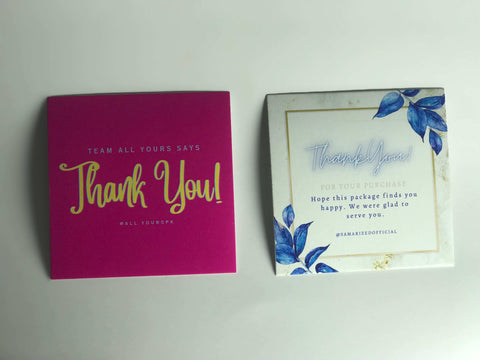 TEAM ALL YOURS SAYS
Thank You!
@ALL.YOURSPK
Thank You!
FOR YOUR PURCHASE
Hope this package finds you
happy. We were glad to
serve you.
@SAMARIZEDOFFICIAL